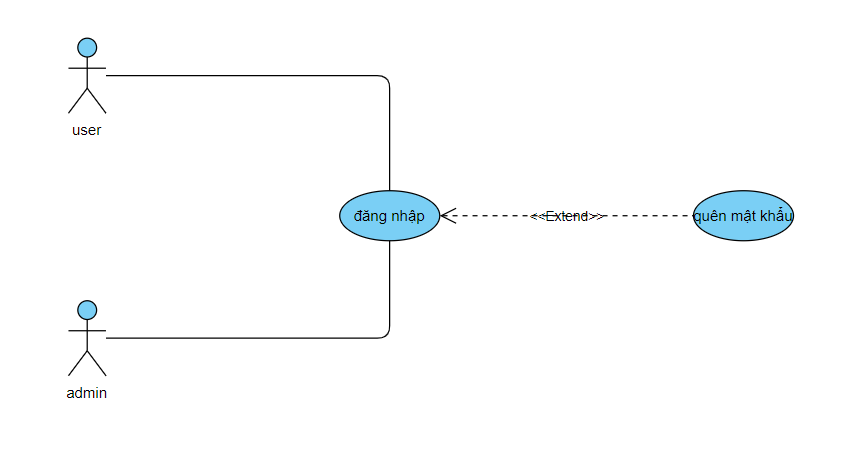 user
đăng nhập
<<Extend>>
quên mật khẩu
admin